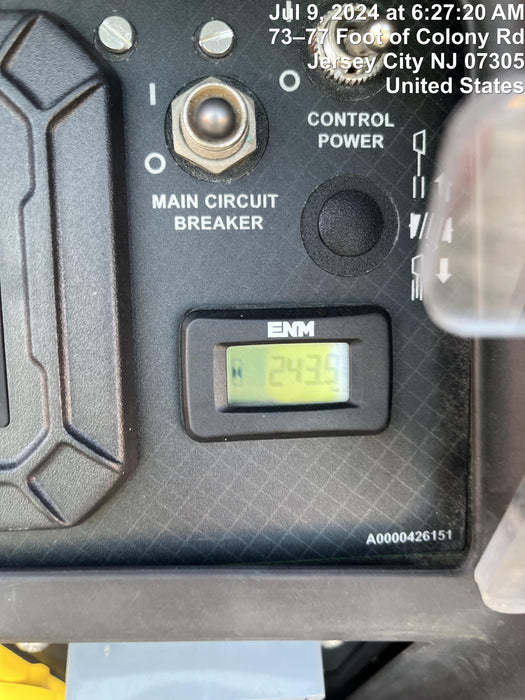 Jul 9, 2024 at 6:27:20 AM
73–77 Foot of Colony Rd
Jersey City NJ 07305
United States
I
O
I
O
CONTROL
POWER
MAIN CIRCUIT
BREAKER
ENM
243.5
A0000426151